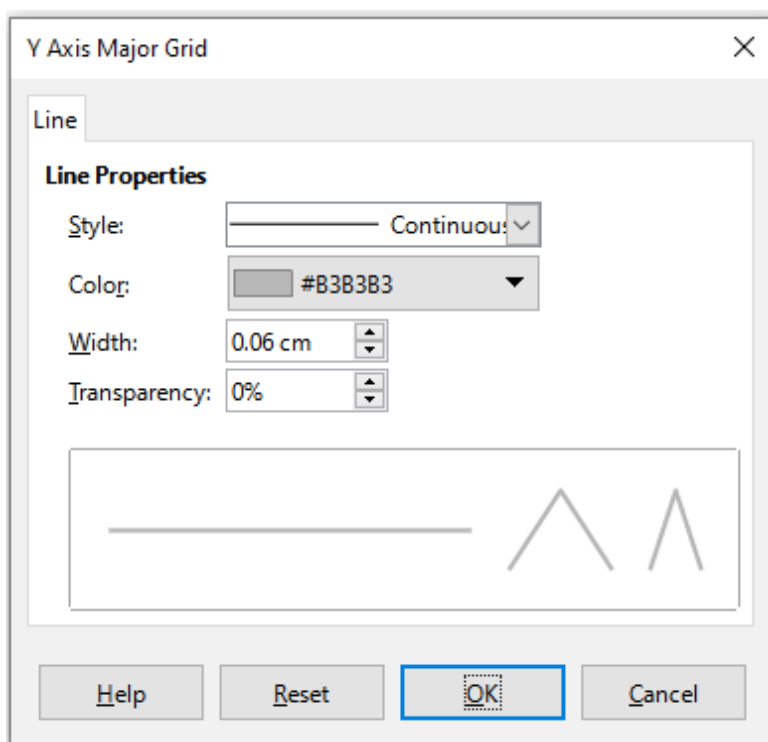 Y Axis Major Grid
Line
Line Properties
Style: Continuous
Color: #B3B3B3
Width: 0.06 cm
Transparency: 0%
Help Reset OK Cancel